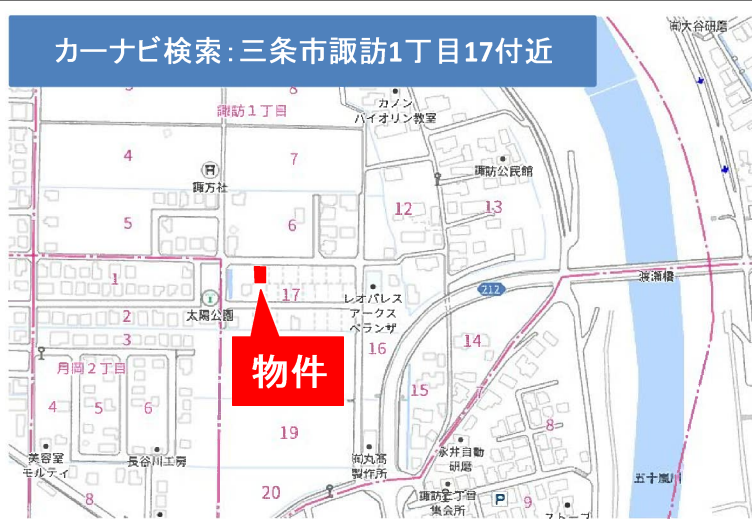 カーナビ検索：三条市諏訪1丁目17付近
㈲大谷研磨
8
諏訪１丁目
カノン
バイオリン教室
4
7
諏方社
諏訪公民館
5
6
12
13
1
17
212
渡瀬橋
レオパレス
アークス
ベランザ
太陽公園
2
3
16
14
物件
月岡２丁目
15
7
4
5
6
19
8
美容室
モルティ
長谷川工房
㈲丸高
製作所
永井自動
研磨
五十嵐川
8
20
諏訪二丁目
集会所
P
9